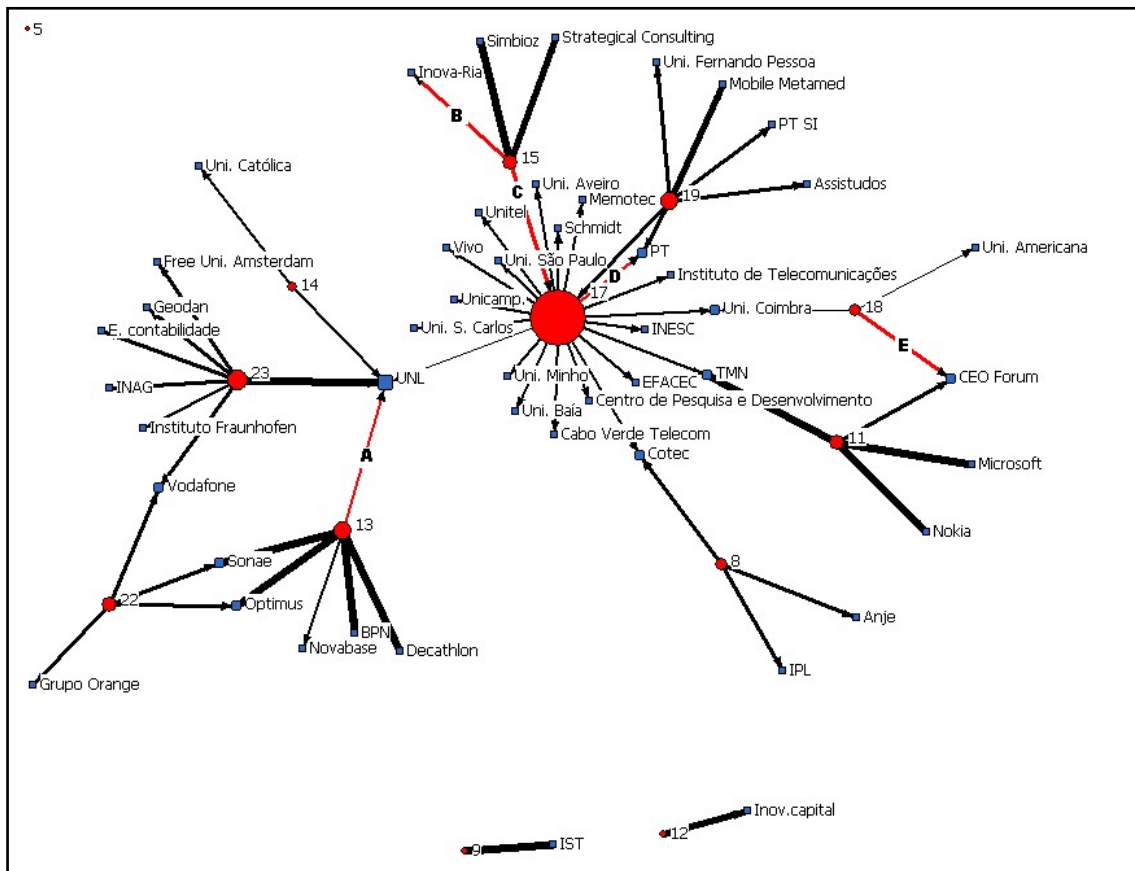 5
Simbioz
Strategical Consulting
Inova-Ria
Uni. Fernando Pessoa
Mobile Metamed
B
PT SI
15
Uni. Católica
Uni. Aveiro
Assistudos
C
19
Memotec
Unitel
Schmidt
Vivo
Uni. São Paulo
PT
Uni. Americana
Free Uni. Amsterdam
D
Instituto de Telecomunicações
14
17
Unicamp.
Geodan
Uni. Coimbra
18
E. contabilidade
Uni. S. Carlos
INESC
E
23
UNL
Uni. Minho
TMN
CEO Forum
INAG
EFACEC
Centro de Pesquisa e Desenvolvimento
Uni. Baía
Instituto Fraunhofen
Cabo Verde Telecom
11
A
Cotec
Microsoft
Vodafone
13
Nokia
Sonae
8
22
Optimus
Anje
BPN
Novabase
Decathlon
IPL
Grupo Orange
Inov.capital
12
9
IST